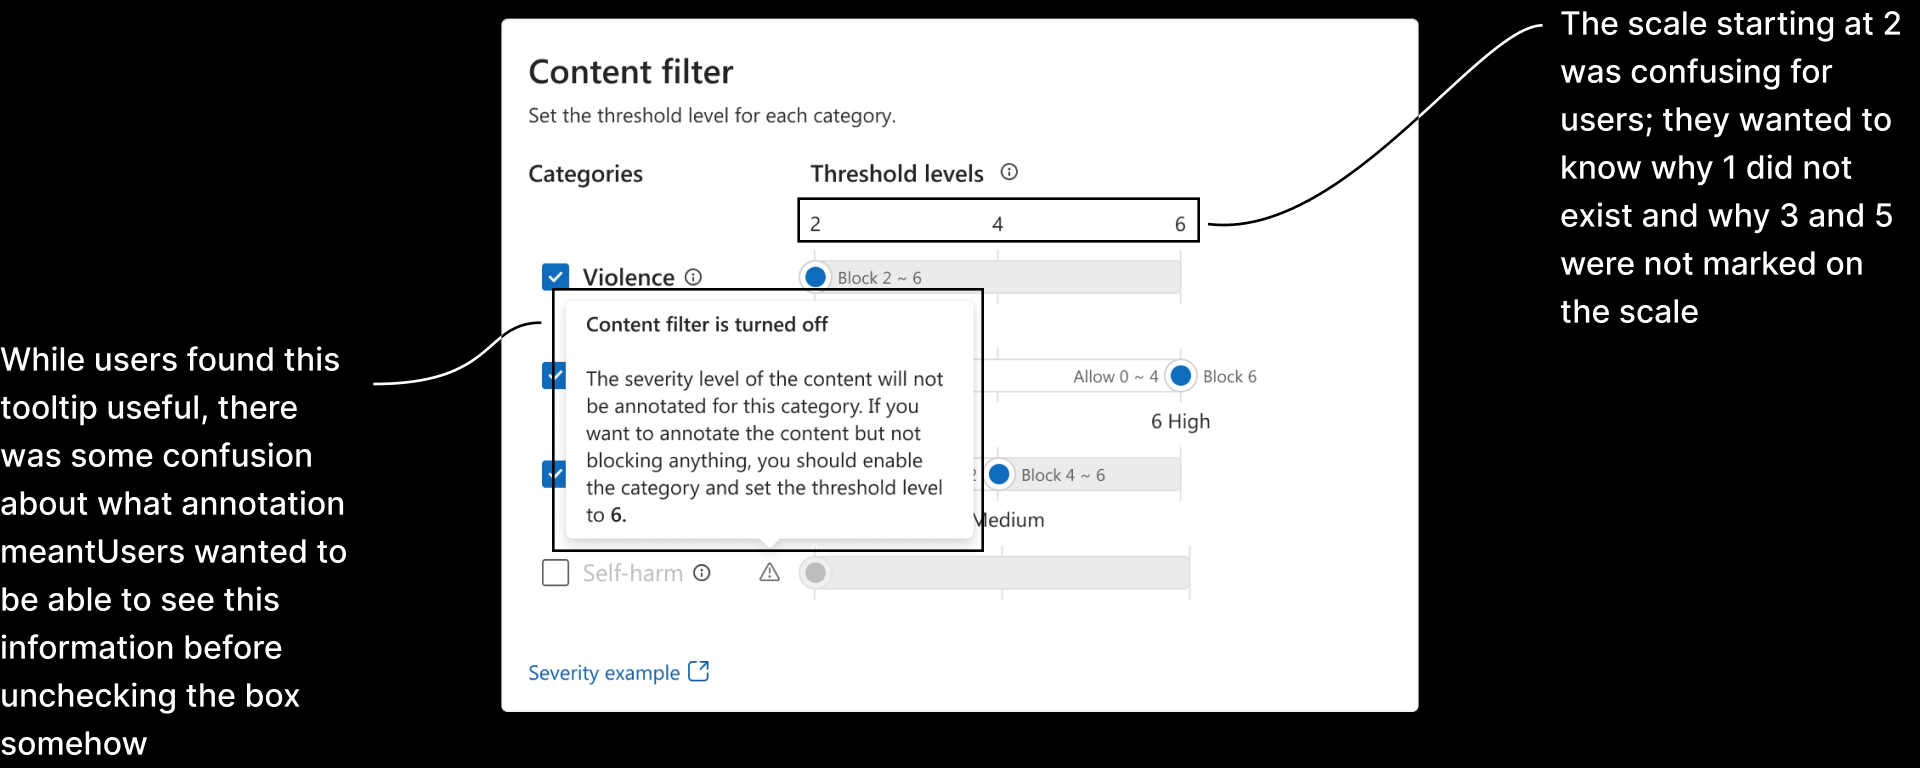 The scale starting at 2
was confusing for
users; they wanted to
know why 1 did not
exist and why 3 and 5
were not marked on
the scale
Content filter
Set the threshold level for each category.
Categories
Threshold levels
2 4 6
Violence
Block 2 ~ 6
Content filter is turned off
The severity level of the content will not
be annotated for this category. If you
want to annotate the content but not
blocking anything, you should enable
the category and set the threshold level
to 6.
Allow 0 ~ 4
Block 6
6 High
2
Block 4 ~ 6
Medium
Self-harm
Severity example
While users found this
tooltip useful, there
was some confusion
about what annotation
meantUsers wanted to
be able to see this
information before
unchecking the box
somehow